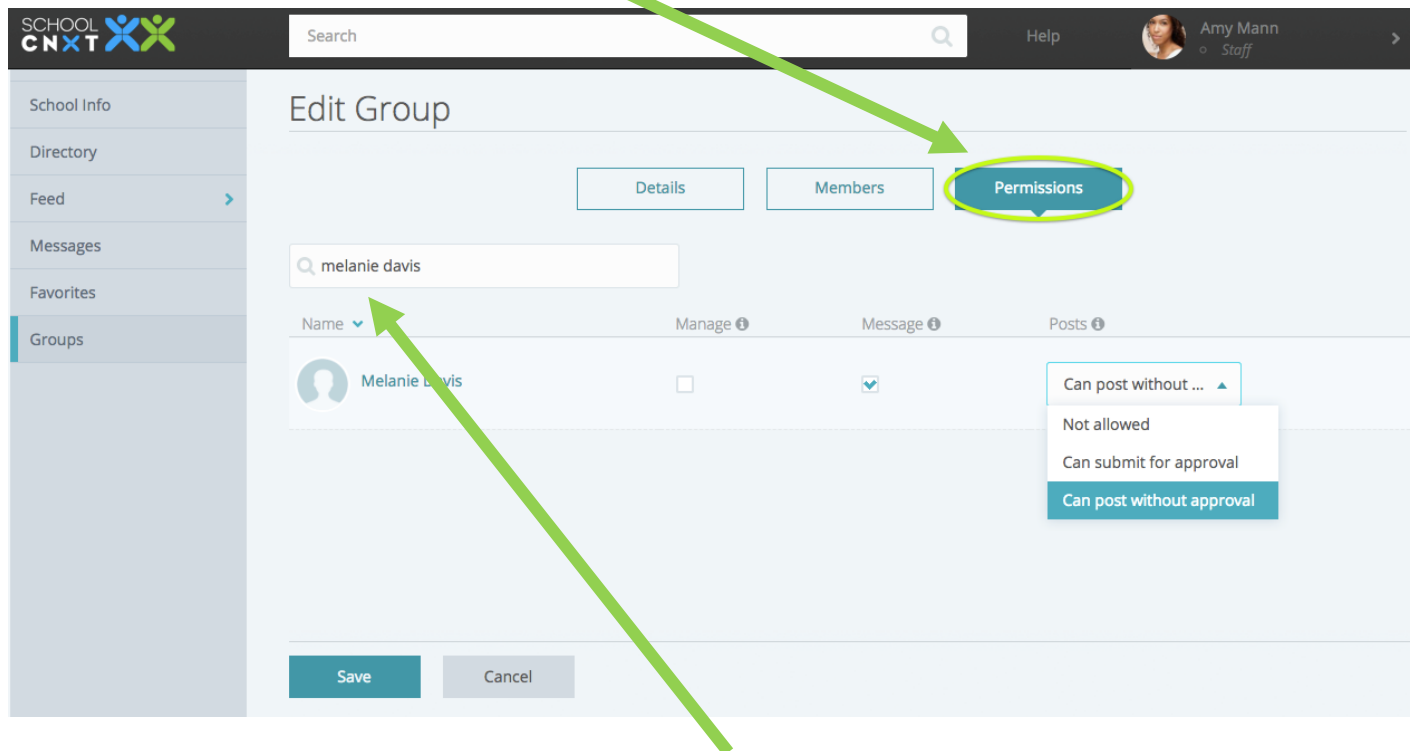 SCHOOL
CNXT
Search
Help
Amy Mann
Staff
School Info
Directory
Feed
Messages
Favorites
Groups
Edit Group
Details
Members
Permissions
melanie davis
Name
Manage
Message
Posts
Melanie Davis
Can post without ...
Not allowed
Can submit for approval
Can post without approval
Save
Cancel